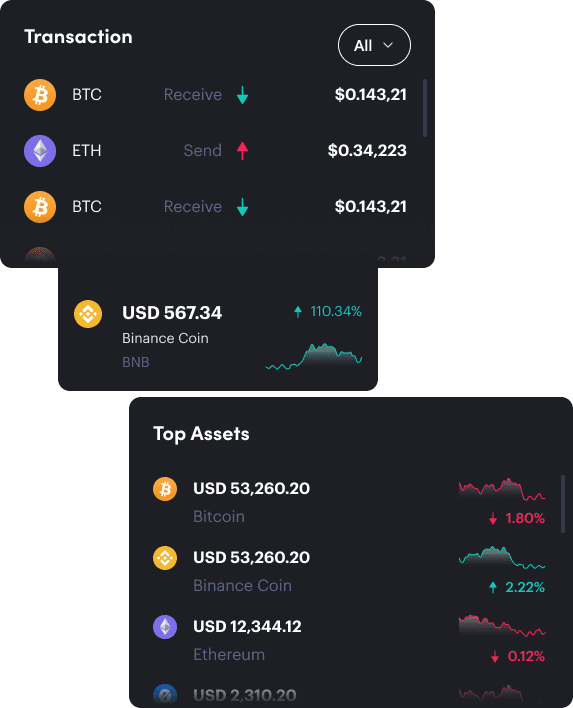 Transaction
All
BTC Receive $0.143,21
ETH Send $0.34,223
BTC Receive $0.143,21
USD 567.34 110.34%
Binance Coin
BNB
Top Assets
USD 53,260.20
Bitcoin 1.80%
USD 53,260.20
Binance Coin 2.22%
USD 12,344.12
Ethereum 0.12%
USD 2,310.20